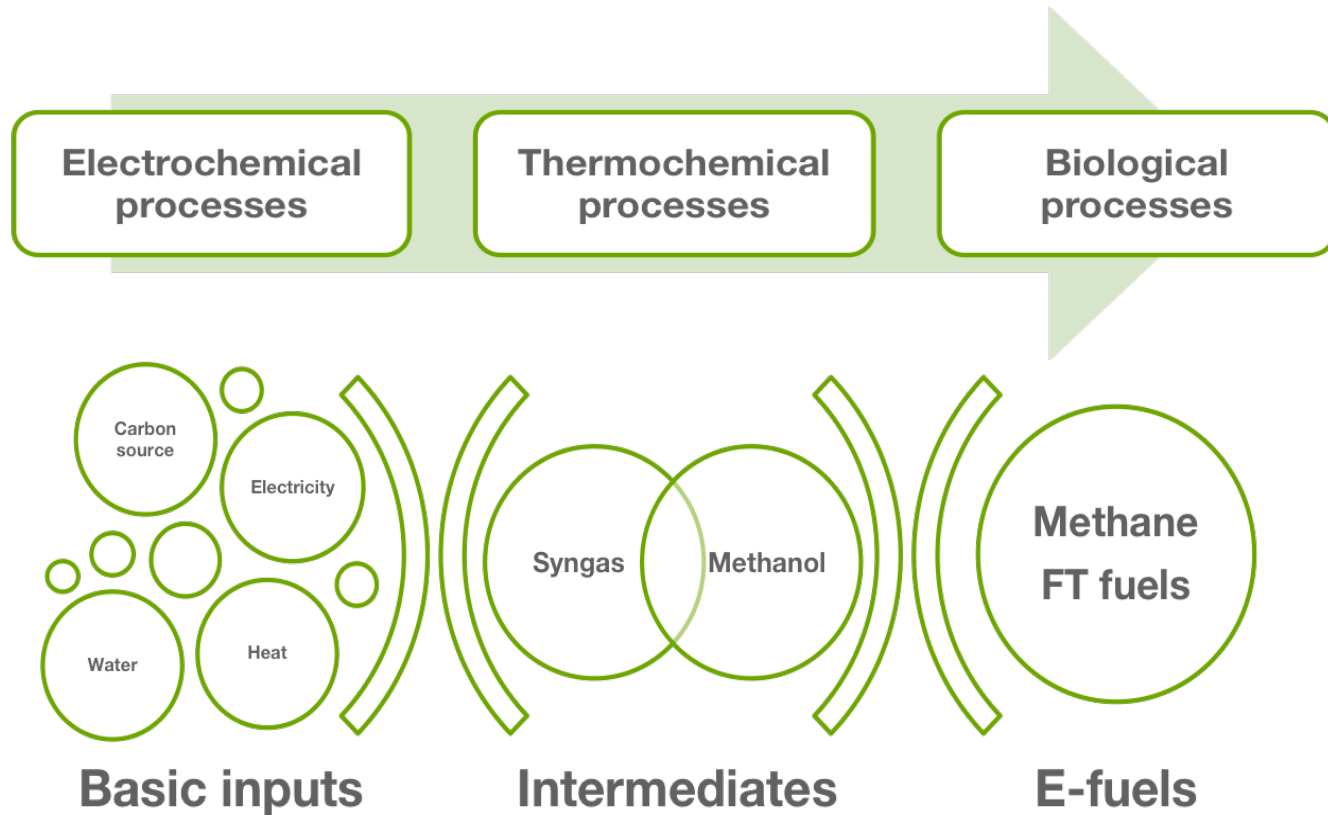 Electrochemical
processes
Thermochemical
processes
Biological
processes
Carbon
source
Electricity
Water
Heat
Syngas
Methanol
Methane
FT fuels
Basic inputs
Intermediates
E-fuels